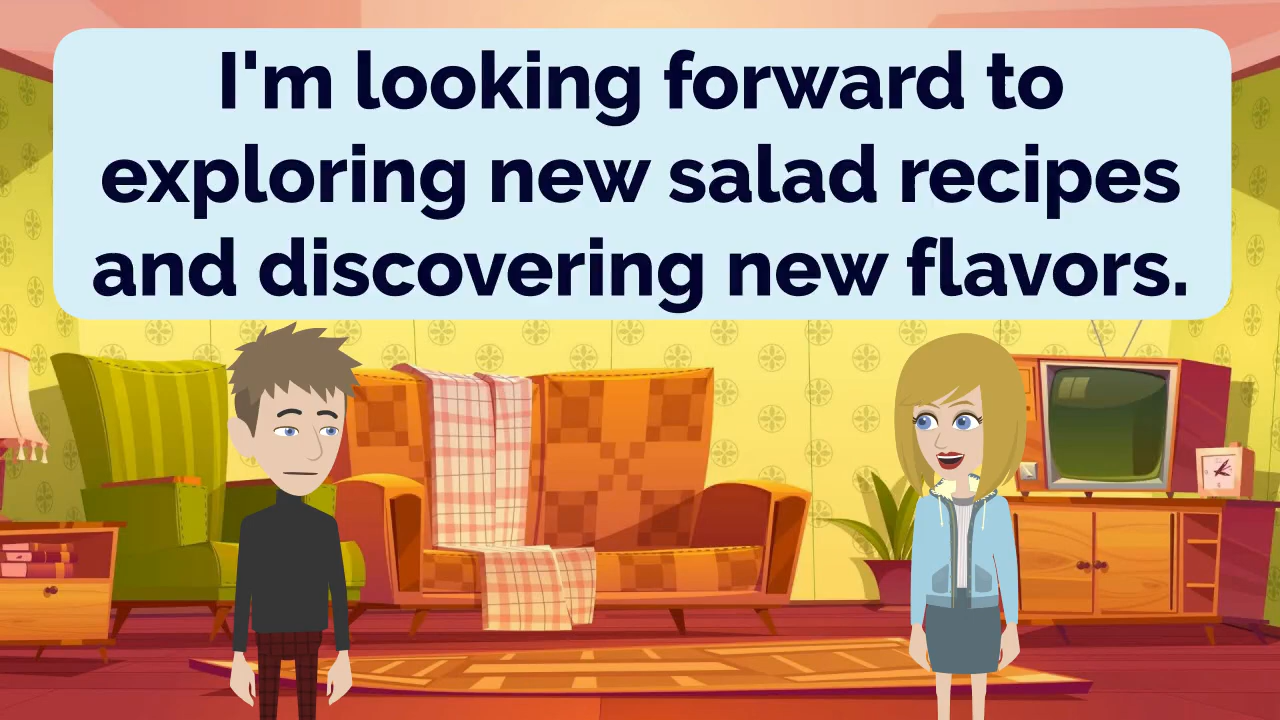 I'm looking forward to
exploring new salad recipes
and discovering new flavors.